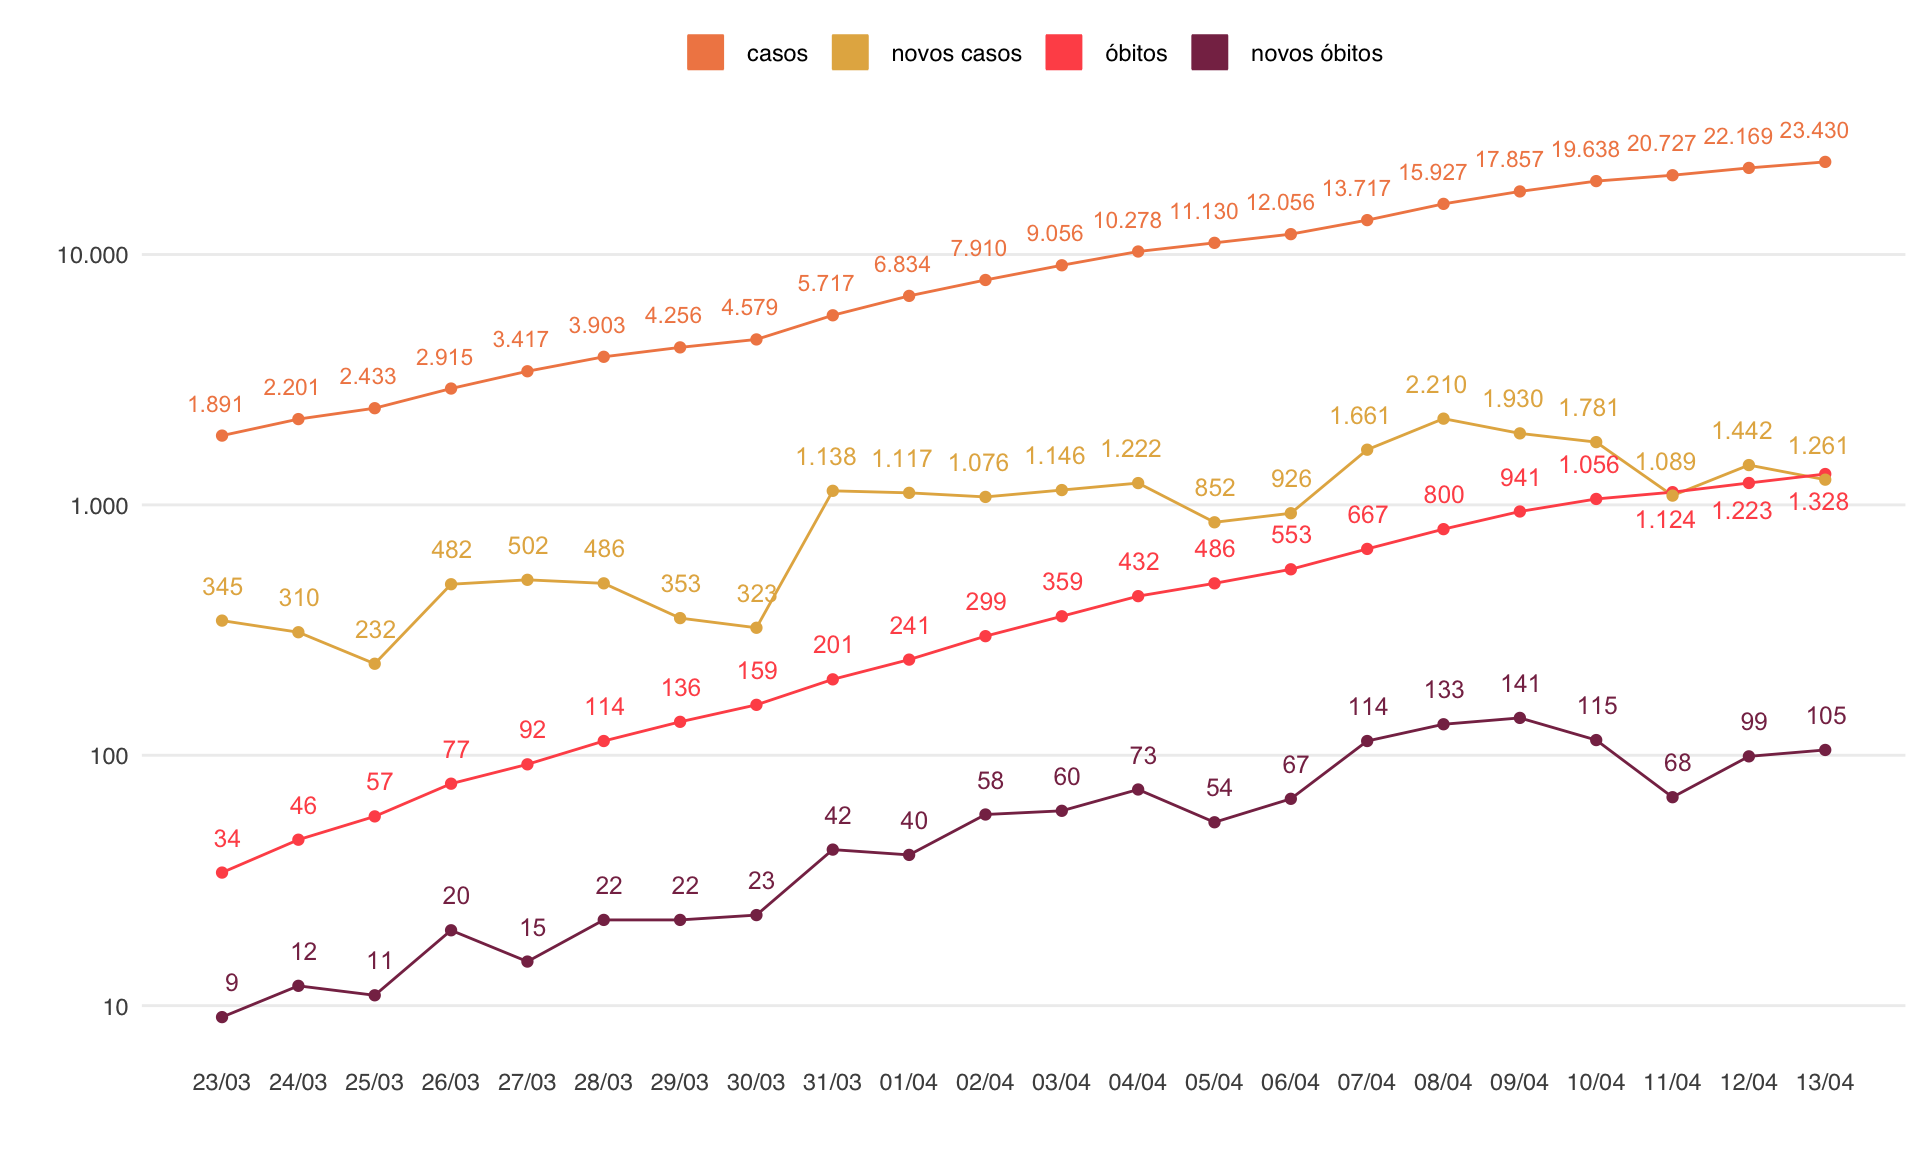 casos novos casos óbitos novos óbitos
1.891 2.201 2.433 2.915 3.417 3.903 4.256 4.579 5.717 6.834 7.910 9.056 10.278 11.130 12.056 13.717 15.927 17.857 19.638 20.727 22.169 23.430
10.000
345 310 232 482 502 486 353 323 1.138 1.117 1.076 1.146 1.222 852 926 1.661 2.210 1.930 1.781 1.089 1.442 1.261
1.000
34 46 57 77 92 114 136 159 201 241 299 359 432 486 553 667 800 941 1.056 1.124 1.223 1.328
100
9 12 11 20 15 22 22 23 42 40 58 60 73 54 67 114 133 141 115 68 99 105
10
23/03 24/03 25/03 26/03 27/03 28/03 29/03 30/03 31/03 01/04 02/04 03/04 04/04 05/04 06/04 07/04 08/04 09/04 10/04 11/04 12/04 13/04